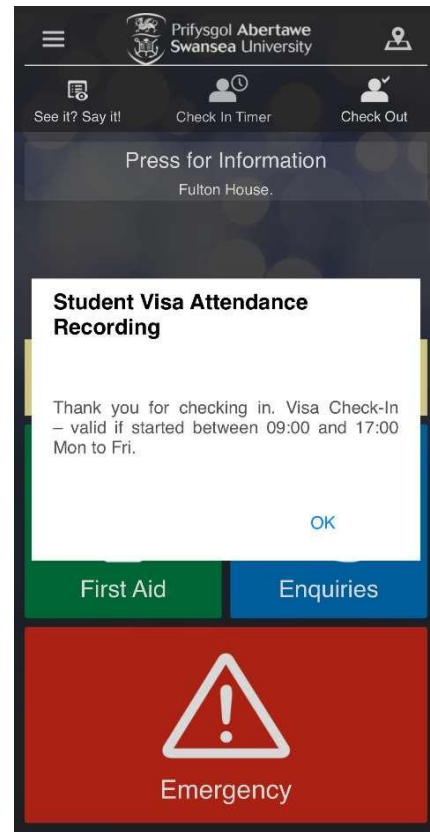 Prifysgol Abertawe
Swansea University
See it? Say it!
Check In Timer
Check Out
Press for Information
Fulton House.
Student Visa Attendance
Recording
Thank you for checking in. Visa Check-In
– valid if started between 09:00 and 17:00
Mon to Fri.
OK
First Aid
Enquiries
Emergency